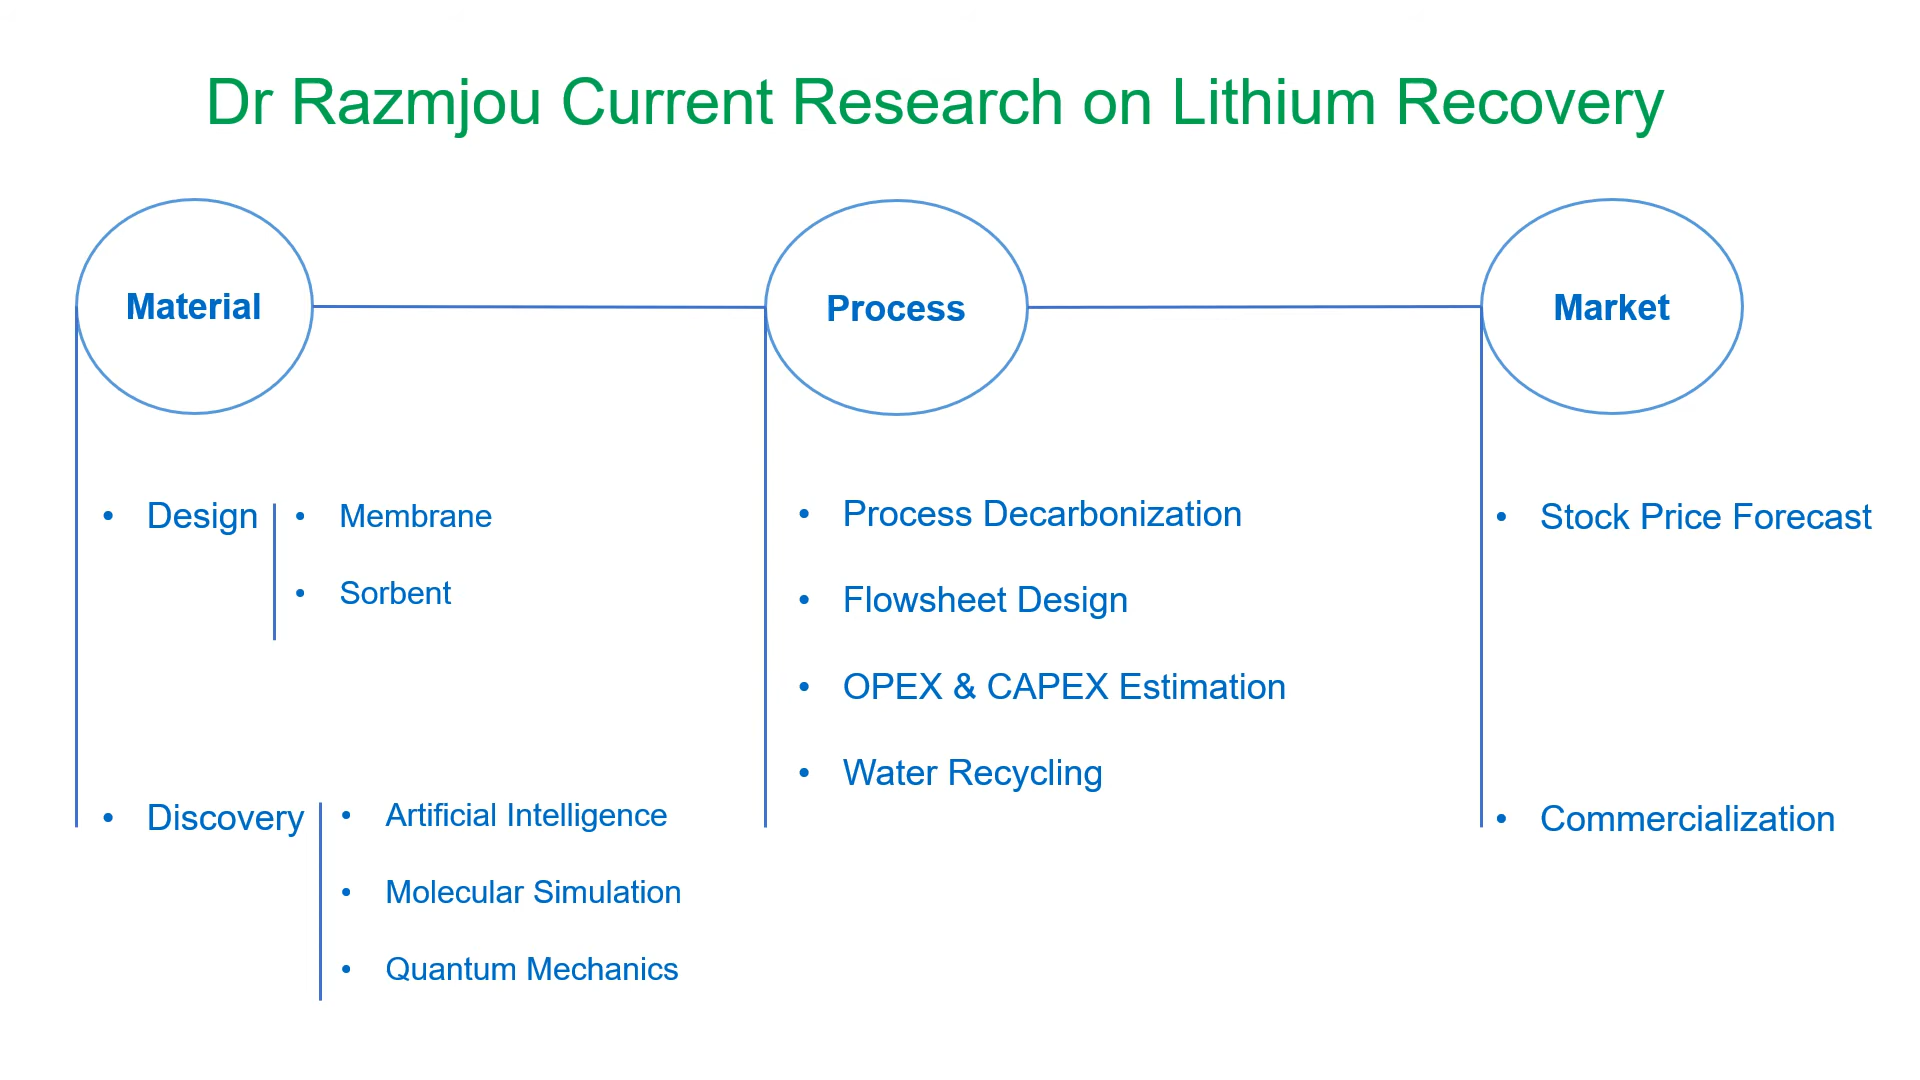 Dr Razmjou Current Research on Lithium Recovery
Material
Process
Market
• Design
• Membrane
• Sorbent
• Discovery
• Artificial Intelligence
• Molecular Simulation
• Quantum Mechanics
• Process Decarbonization
• Flowsheet Design
• OPEX & CAPEX Estimation
• Water Recycling
• Stock Price Forecast
• Commercialization